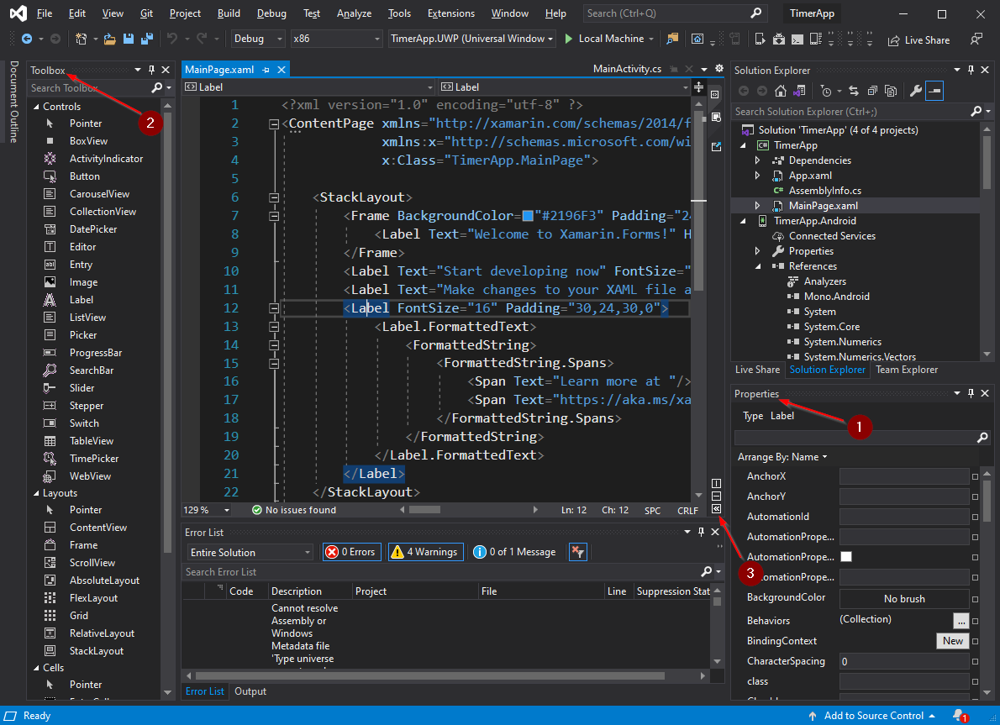 File Edit View Git Project Build Debug Test Analyze Tools Extensions Window Help Search (Ctrl+Q) TimerApp
Debug x86 TimerApp.UWP (Universal Window Local Machine Live Share
Document Outline
Toolbox
Search Toolbox
Controls
Pointer
BoxView
ActivityIndicator
Button
CarouselView
CollectionView
DatePicker
Editor
Entry
Image
Label
ListView
Picker
ProgressBar
SearchBar
Slider
Stepper
Switch
TableView
TimePicker
WebView
Layouts
Pointer
ContentView
Frame
ScrollView
AbsoluteLayout
FlexLayout
Grid
RelativeLayout
StackLayout
Cells
Pointer
2
MainPage.xaml MainActivity.cs
Label Label
1 <?xml version="1.0" encoding="utf-8" ?>
2 <ContentPage xmlns="http://xamarin.com/schemas/2014/f
3 xmlns:x="http://schemas.microsoft.com/wi
4 x:Class="TimerApp.MainPage">
5
6 <StackLayout>
7 <Frame BackgroundColor="#2196F3" Padding="24
8 <Label Text="Welcome to Xamarin.Forms!" H
9 </Frame>
10 <Label Text="Start developing now" FontSize="
11 <Label Text="Make changes to your XAML file a
12 <Label FontSize="16" Padding="30,24,30,0">
13 <Label.FormattedText>
14 <FormattedString>
15 <FormattedString.Spans>
16 <Span Text="Learn more at "/>
17 <Span Text="https://aka.ms/xa
18 </FormattedString.Spans>
19 </FormattedString>
20 </Label.FormattedText>
21 </Label>
22 </StackLayout>
129 % No issues found Ln: 12 Ch: 12 SPC CRLF
Error List
Entire Solution 0 Errors 4 Warnings 0 of 1 Message
Search Error List
Code Description Project File Line Suppression Stat
Cannot resolve
Assembly or
Windows
Metadata file
'Type universe
Error List Output
3
Solution Explorer
Search Solution Explorer (Ctrl+;)
Solution 'TimerApp' (4 of 4 projects)
TimerApp
Dependencies
App.xaml
AssemblyInfo.cs
MainPage.xaml
TimerApp.Android
Connected Services
Properties
References
Analyzers
Mono.Android
System
System.Core
System.Numerics
System.Numerics.Vectors
Live Share Solution Explorer Team Explorer
Properties
Type Label
1
Arrange By: Name
AnchorX
AnchorY
AutomationId
AutomationPrope...
AutomationPrope...
tomationPrope...
BackgroundColor No brush
Behaviors (Collection) ...
BindingContext New
CharacterSpacing 0
class
Ready Add to Source Control 1